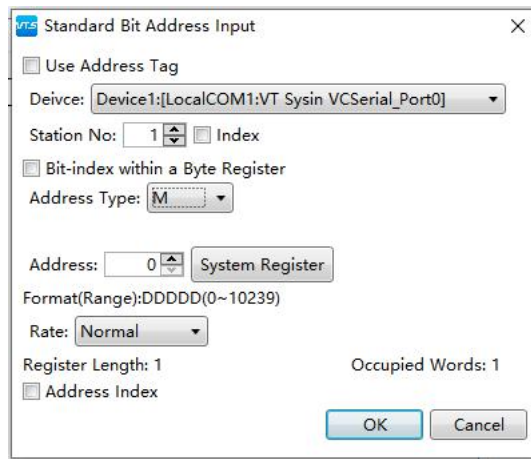 VTS Standard Bit Address Input
Use Address Tag
Deivce: Device1:[LocalCOM1:VT Sysin VCSerial_Port0]
Station No: 1 Index
Bit-index within a Byte Register
Address Type: M
Address: 0 System Register
Format(Range):DDDDD(0~10239)
Rate: Normal
Register Length: 1 Occupied Words: 1
Address Index
OK Cancel